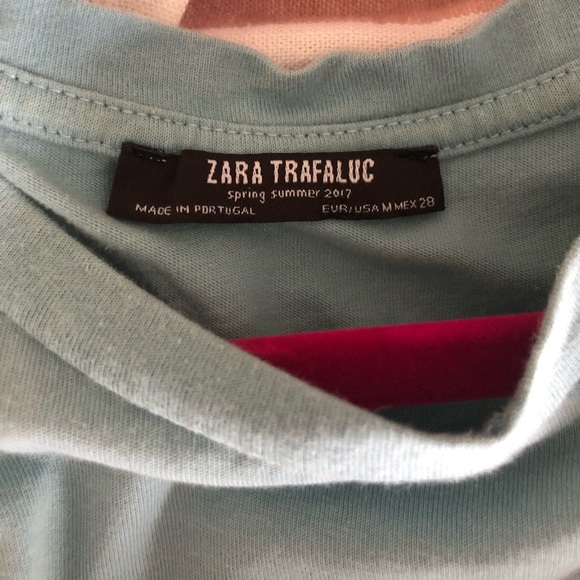 ZARA TRAFALUC
spring summer 2017
MADE IN PORTUGAL EUR/USA M MEX 28